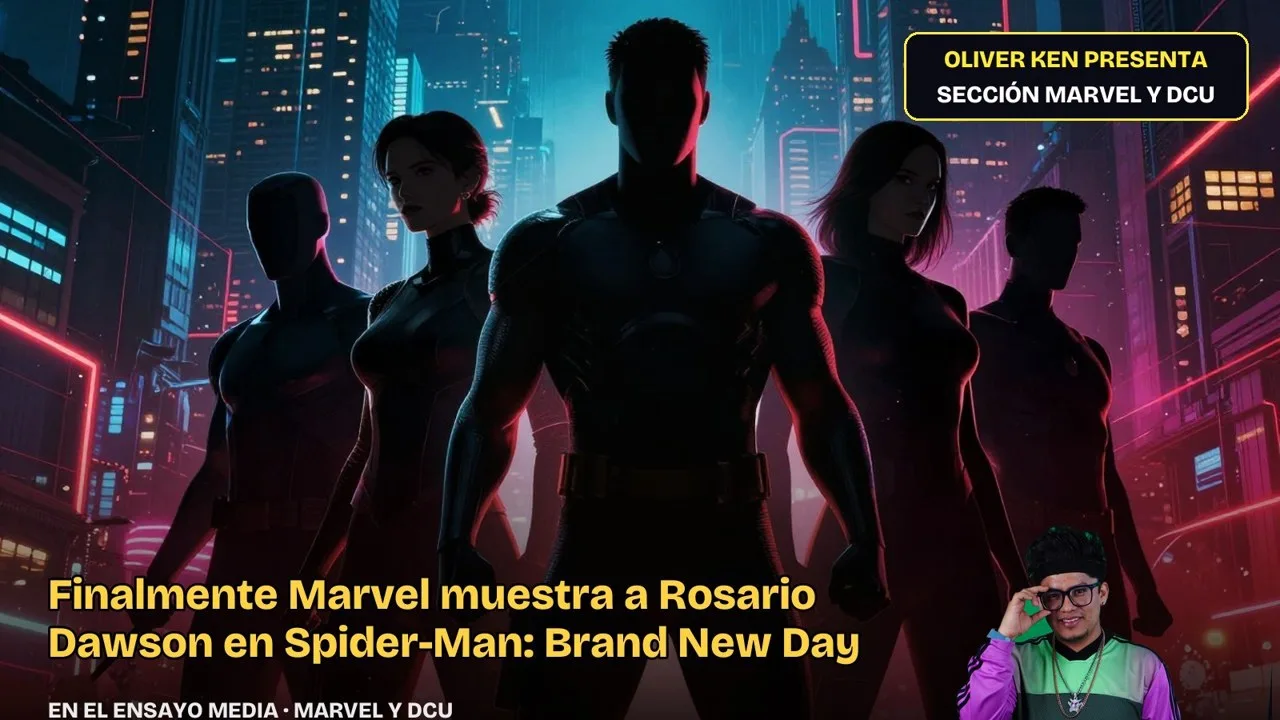 OLIVER KEN PRESENTA
SECCIÓN MARVEL Y DCU
Finalmente Marvel muestra a Rosario
Dawson en Spider-Man: Brand New Day
EN EL ENSAYO MEDIA · MARVEL Y DCU